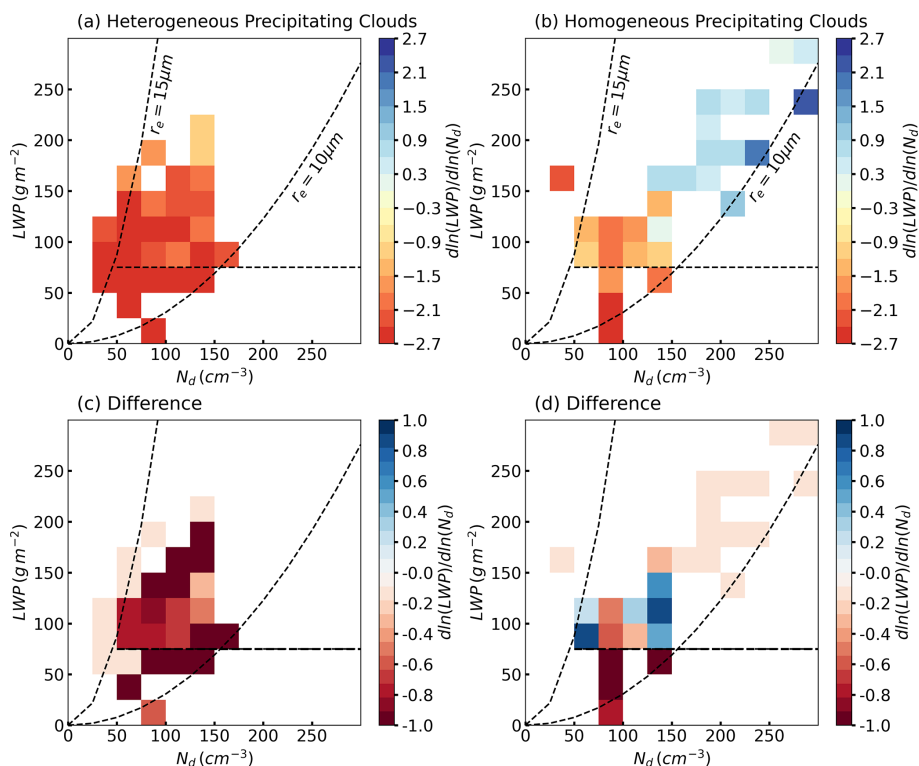 (a) Heterogeneous Precipitating Clouds
(b) Homogeneous Precipitating Clouds
LWP (g m⁻²)
250
200
150
100
50
0
0 50 100 150 200 250
N_d (cm⁻³)
r_e = 15μm
r_e = 10μm
2.7
2.1
1.5
0.9
0.3
-0.3
-0.9
-1.5
-2.1
-2.7
dln(LWP)/dln(N_d)
LWP (g m⁻²)
250
200
150
100
50
0
0 50 100 150 200 250
N_d (cm⁻³)
r_e = 15μm
r_e = 10μm
2.7
2.1
1.5
0.9
0.3
-0.3
-0.9
-1.5
-2.1
-2.7
dln(LWP)/dln(N_d)
(c) Difference
(d) Difference
LWP (g m⁻²)
250
200
150
100
50
0
0 50 100 150 200 250
N_d (cm⁻³)
1.0
0.8
0.6
0.4
0.2
-0.0
-0.2
-0.4
-0.6
-0.8
-1.0
dln(LWP)/dln(N_d)
LWP (g m⁻²)
250
200
150
100
50
0
0 50 100 150 200 250
N_d (cm⁻³)
1.0
0.8
0.6
0.4
0.2
-0.0
-0.2
-0.4
-0.6
-0.8
-1.0
dln(LWP)/dln(N_d)